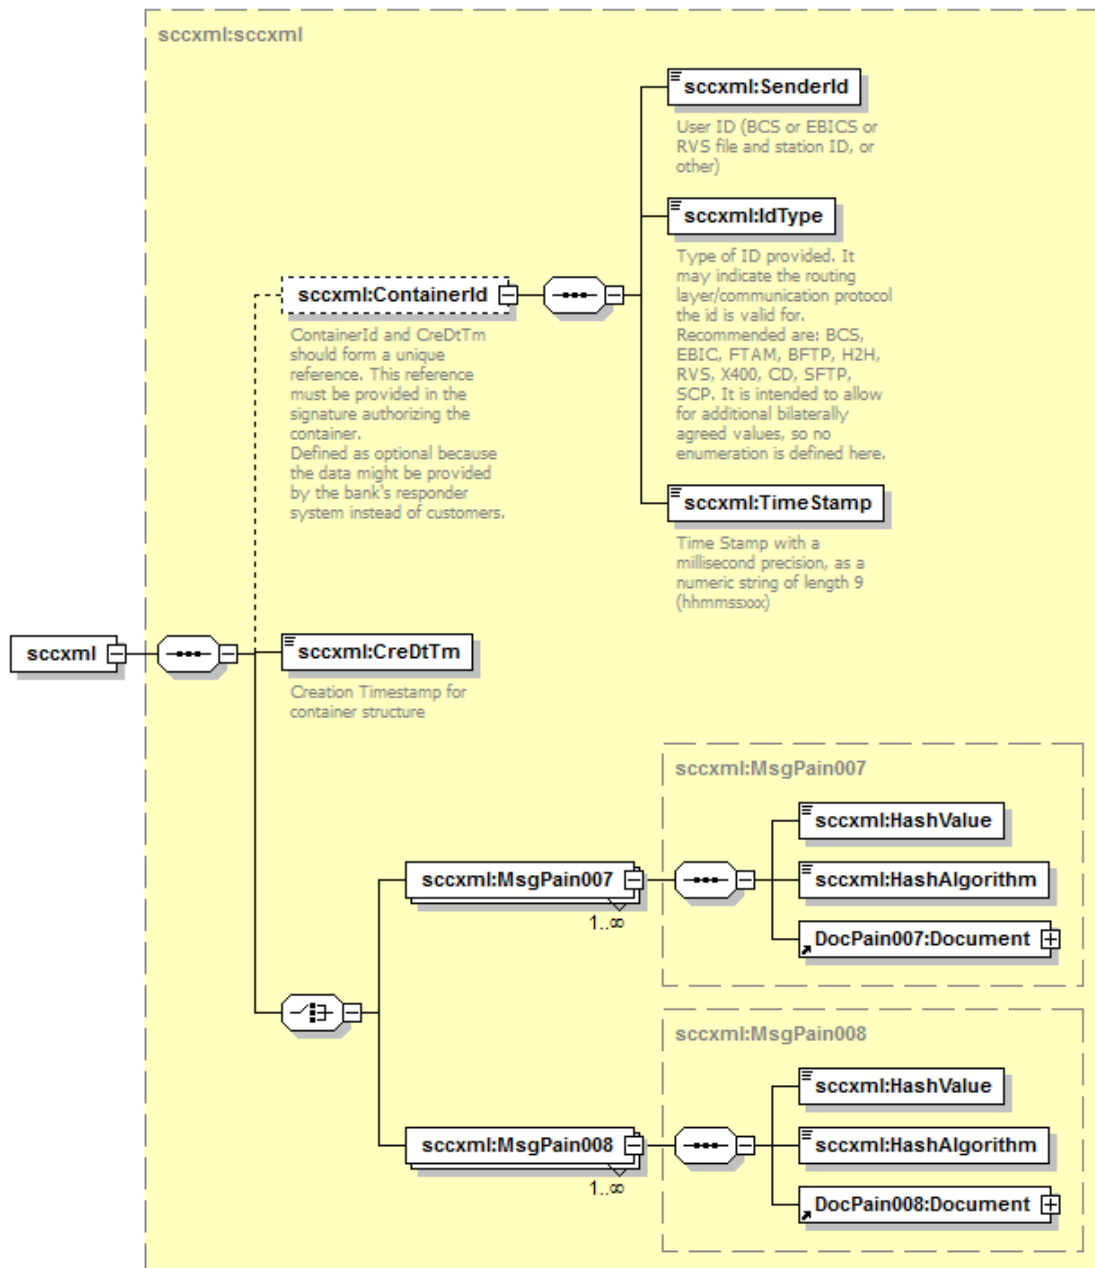 sccxml:sccxml
sccxml:SenderId
User ID (BCS or EBICS or
RVS file and station ID, or
other)
sccxml:IdType
Type of ID provided. It
may indicate the routing
layer/communication protocol
the id is valid for.
Recommended are: BCS,
EBIC, FTAM, BFTP, H2H,
RVS, X400, CD, SFTP,
SCP. It is intended to allow
for additional bilaterally
agreed values, so no
enumeration is defined here.
sccxml:ContainerId
ContainerId and CreDtTm
should form a unique
reference. This reference
must be provided in the
signature authorizing the
container.
Defined as optional because
the data might be provided
by the bank's responder
system instead of customers.
sccxml:TimeStamp
Time Stamp with a
millisecond precision, as a
numeric string of length 9
(hhmmssxxx)
sccxml
sccxml:CreDtTm
Creation Timestamp for
container structure
sccxml:MsgPain007
sccxml:HashValue
sccxml:MsgPain007
1..∞
sccxml:HashAlgorithm
DocPain007:Document
sccxml:MsgPain008
sccxml:HashValue
sccxml:MsgPain008
1..∞
sccxml:HashAlgorithm
DocPain008:Document